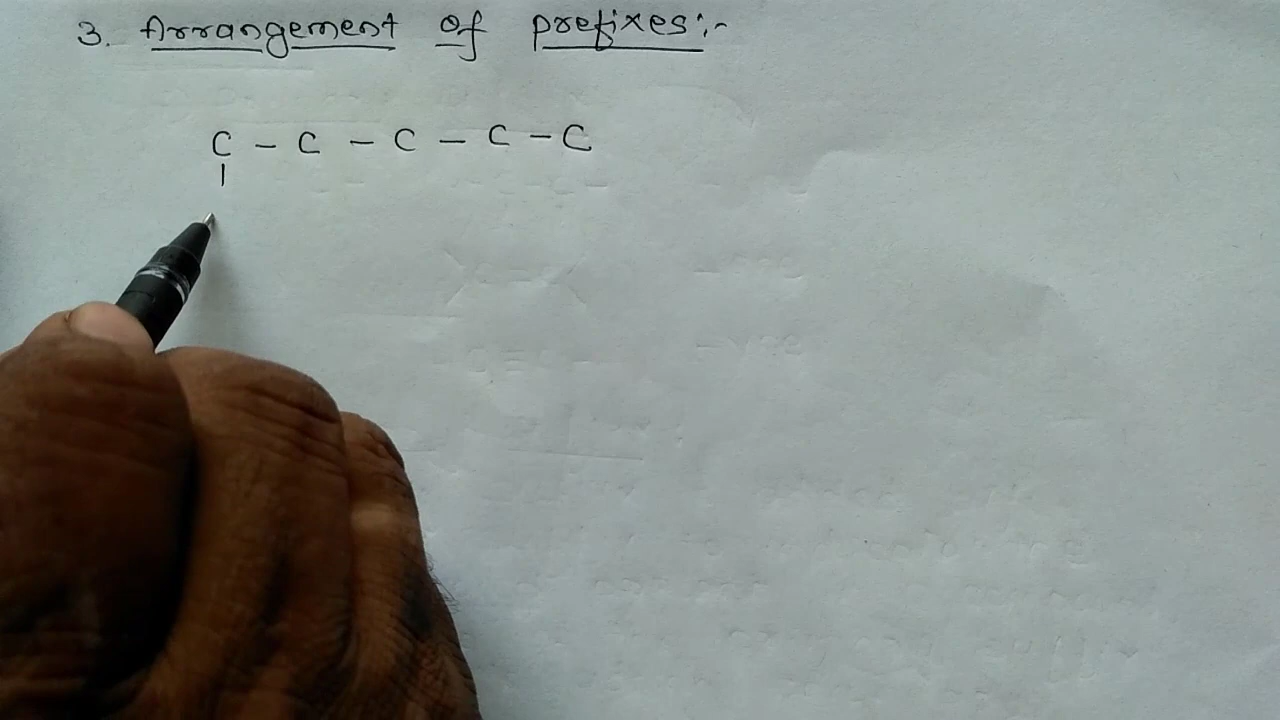 3. Arrangement of prefixes:-
C - C - C - C - C
|